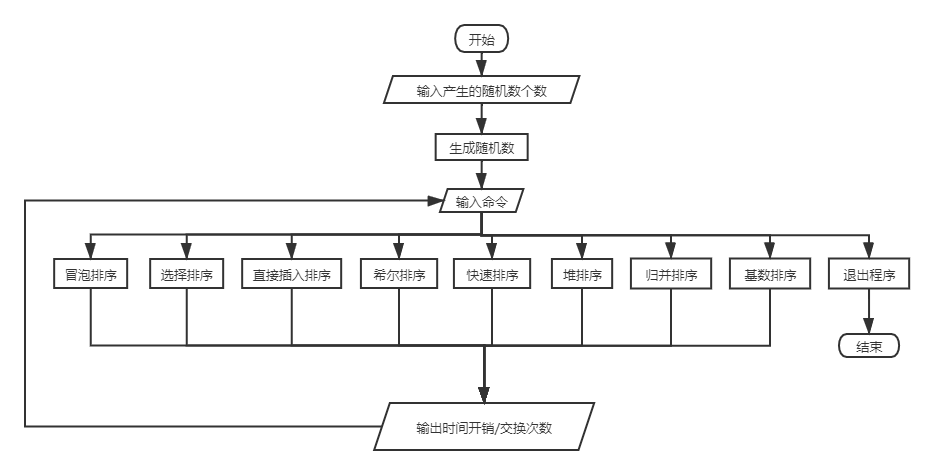 开始
输入产生的随机数个数
生成随机数
输入命令
冒泡排序
选择排序
直接插入排序
希尔排序
快速排序
堆排序
归并排序
基数排序
退出程序
结束
输出时间开销/交换次数